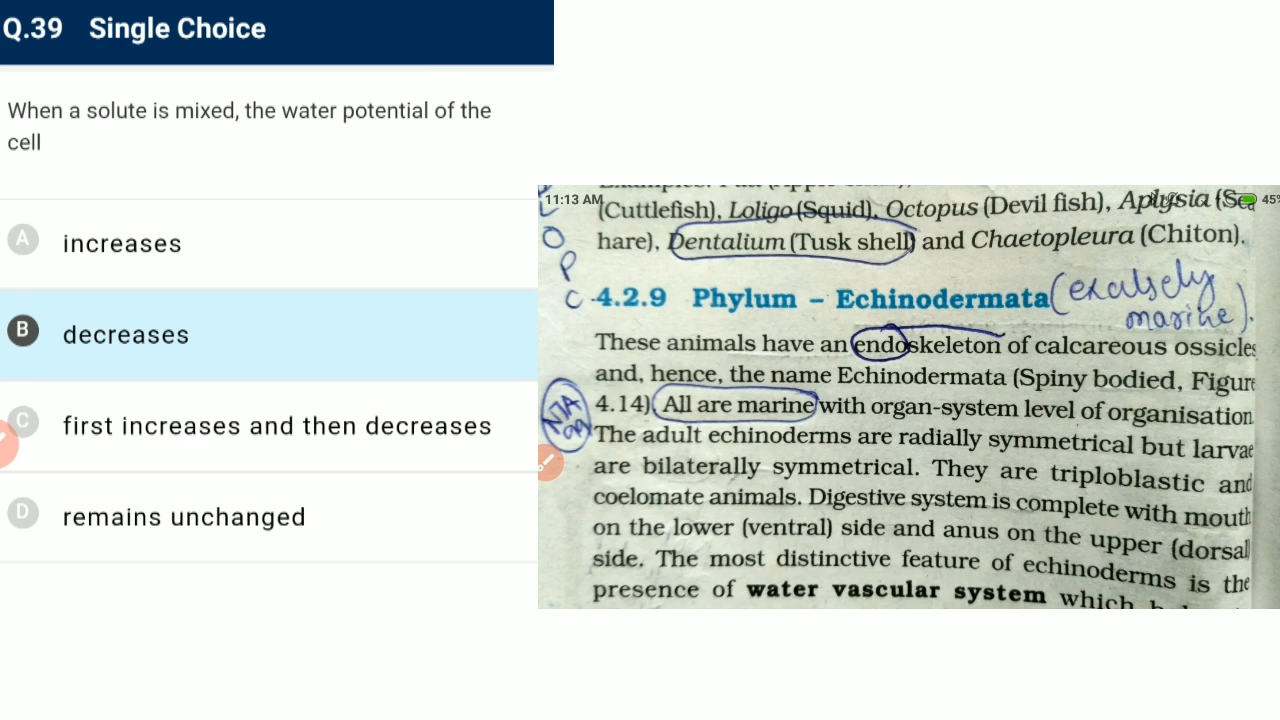 Q.39 Single Choice
When a solute is mixed, the water potential of the
cell
A increases
B decreases
C first increases and then decreases
D remains unchanged
11:13 AM
45%
(Cuttlefish), Loligo (Squid), Octopus (Devil fish), Aplysia (Sea
hare), Dentalium (Tusk shell) and Chaetopleura (Chiton).
L
O
P
C
4.2.9 Phylum – Echinodermata
marine).
These animals have an endoskeleton of calcareous ossicles
and, hence, the name Echinodermata (Spiny bodied, Figure
4.14). All are marine with organ-system level of organisation.
The adult echinoderms are radially symmetrical but larvae
are bilaterally symmetrical. They are triploblastic and
coelomate animals. Digestive system is complete with mouth
on the lower (ventral) side and anus on the upper (dorsal)
side. The most distinctive feature of echinoderms is the
presence of water vascular system which